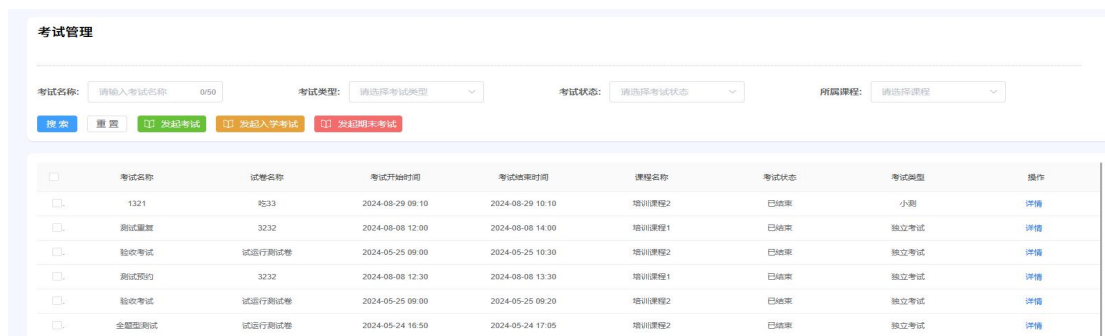 考试管理
考试名称: 请输入考试名称 0/50 考试类型: 请选择考试类型 考试状态: 请选择考试状态 所属课程: 请选择课程
搜索 重置 发起考试 发起入学考试 发起期末考试
考试名称 试卷名称 考试开始时间 考试结束时间 课程名称 考试状态 考试类型 操作
1321 吃33 2024-08-29 09:10 2024-08-29 10:10 培训课程2 已结束 小测 详情
测试重复 3232 2024-08-08 12:00 2024-08-08 14:00 培训课程1 已结束 独立考试 详情
验收考试 试运行测试卷 2024-05-25 09:00 2024-05-25 10:30 培训课程2 已结束 独立考试 详情
测试预约 3232 2024-08-08 12:30 2024-08-08 13:30 培训课程1 已结束 独立考试 详情
验收考试 试运行测试卷 2024-05-25 09:00 2024-05-25 09:20 培训课程2 已结束 独立考试 详情
全题型测试 试运行测试卷 2024-05-24 16:50 2024-05-24 17:05 培训课程2 已结束 独立考试 详情